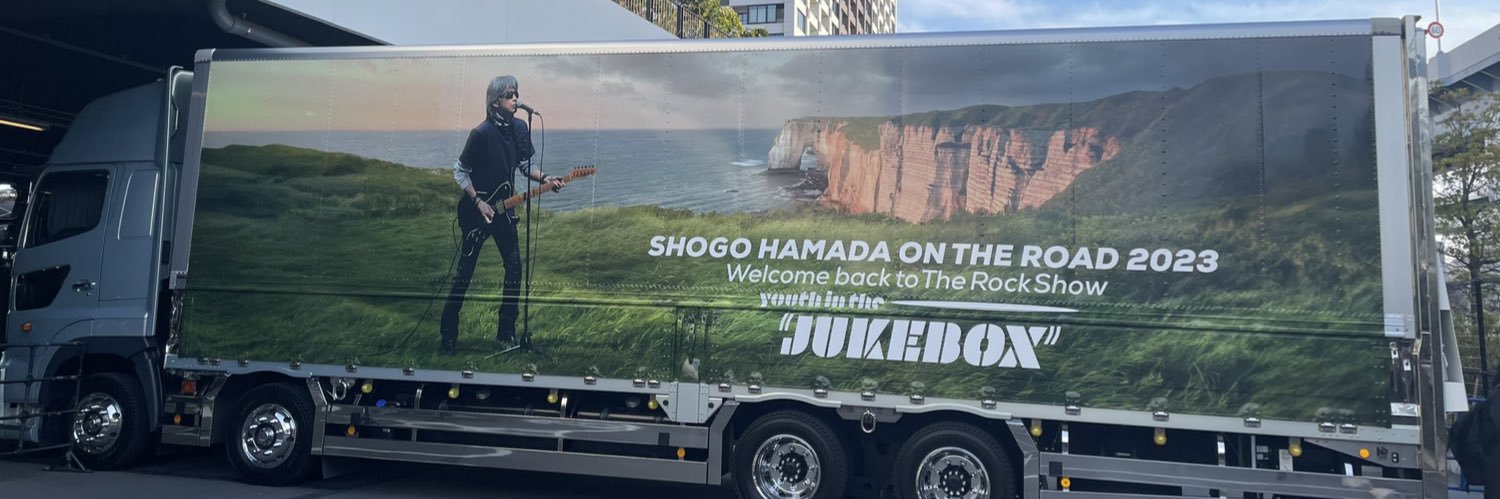 SHOGO HAMADA ON THE ROAD 2023
Welcome back to The Rock Show
youth in the
"JUKEBOX"